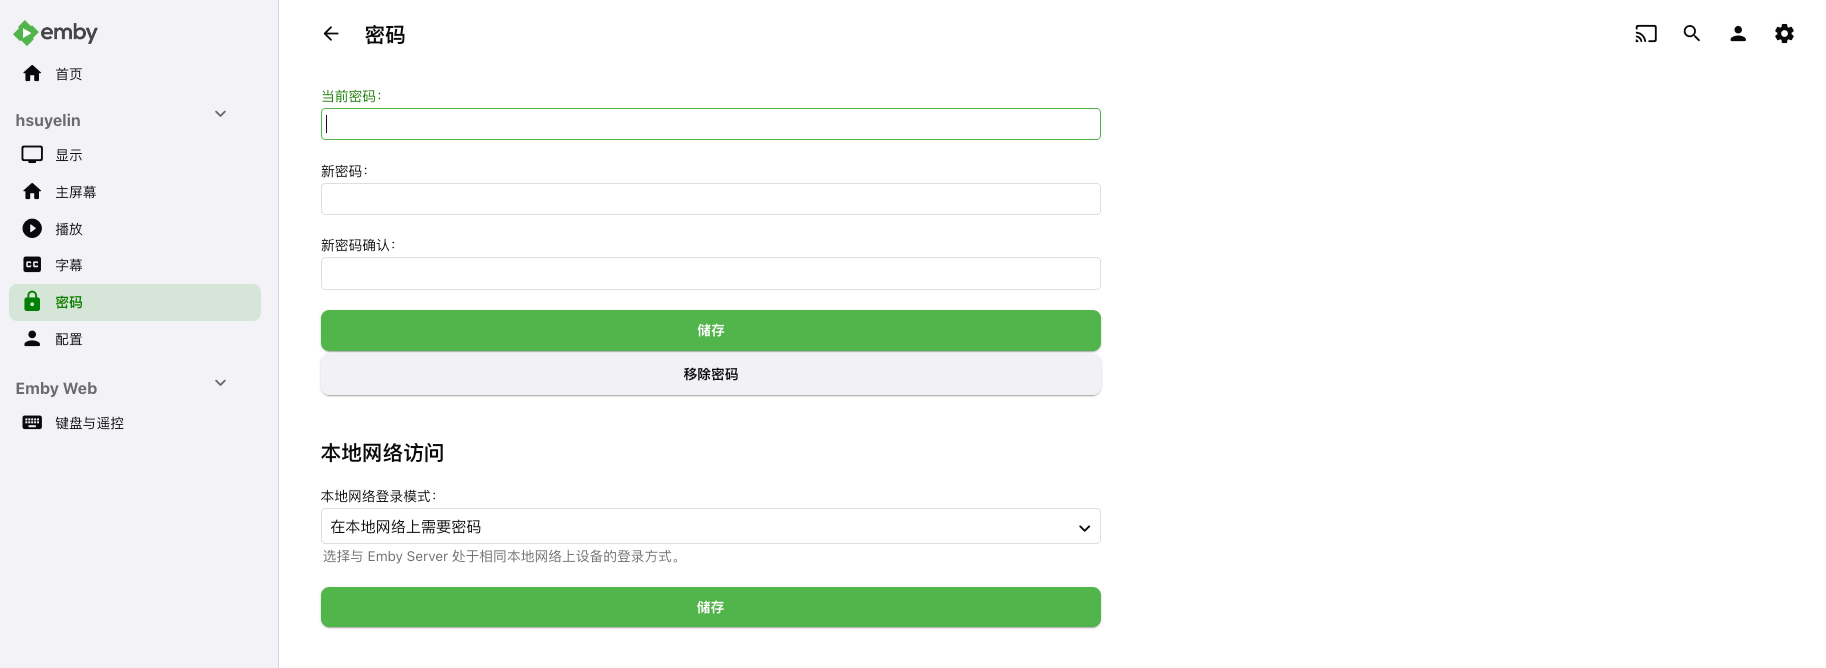 emby
首页
hsuyelin
显示
主屏幕
播放
字幕
密码
配置
Emby Web
键盘与遥控
密码
当前密码：
新密码：
新密码确认：
储存
移除密码
本地网络访问
本地网络登录模式：
在本地网络上需要密码
选择与 Emby Server 处于相同本地网络上设备的登录方式。
储存